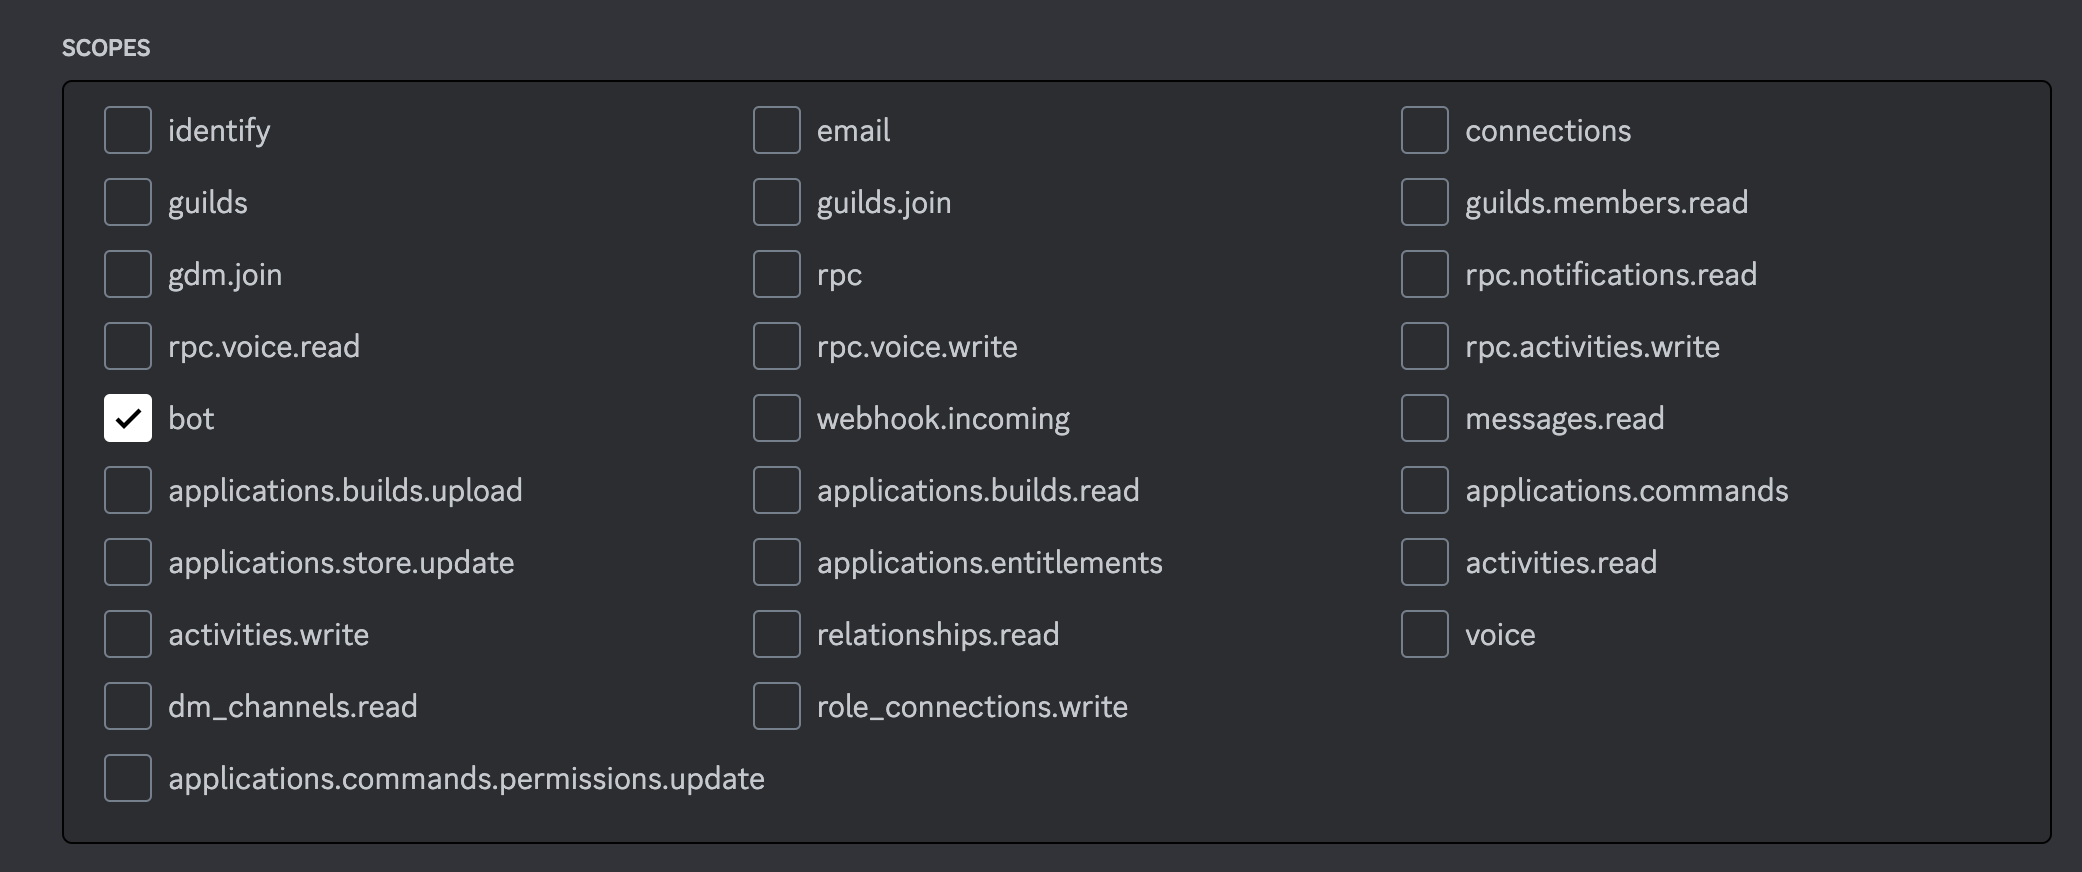 SCOPES
identify email connections
guilds guilds.join guilds.members.read
gdm.join rpc rpc.notifications.read
rpc.voice.read rpc.voice.write rpc.activities.write
bot webhook.incoming messages.read
applications.builds.upload applications.builds.read applications.commands
applications.store.update applications.entitlements activities.read
activities.write relationships.read voice
dm_channels.read role_connections.write
applications.commands.permissions.update